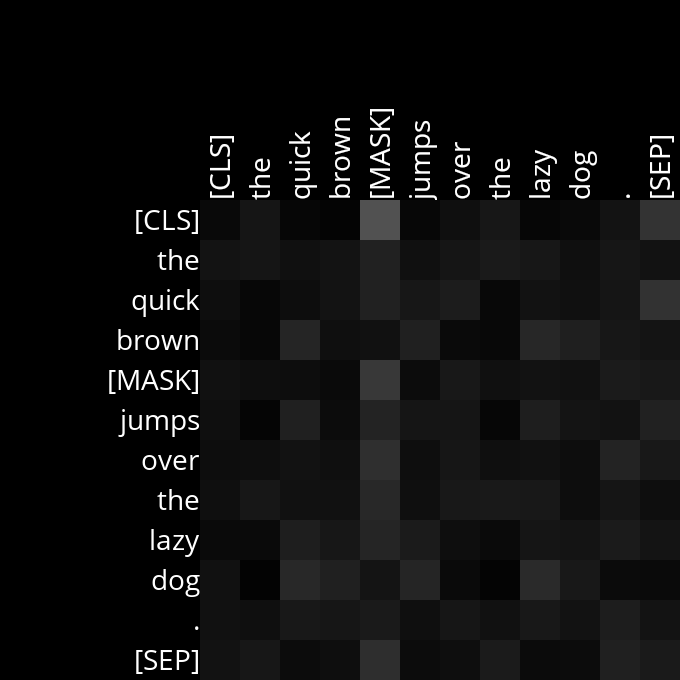 [CLS] the quick brown [MASK] jumps over the lazy dog . [SEP]
[CLS]
the
quick
brown
[MASK]
jumps
over
the
lazy
dog
.
[SEP]